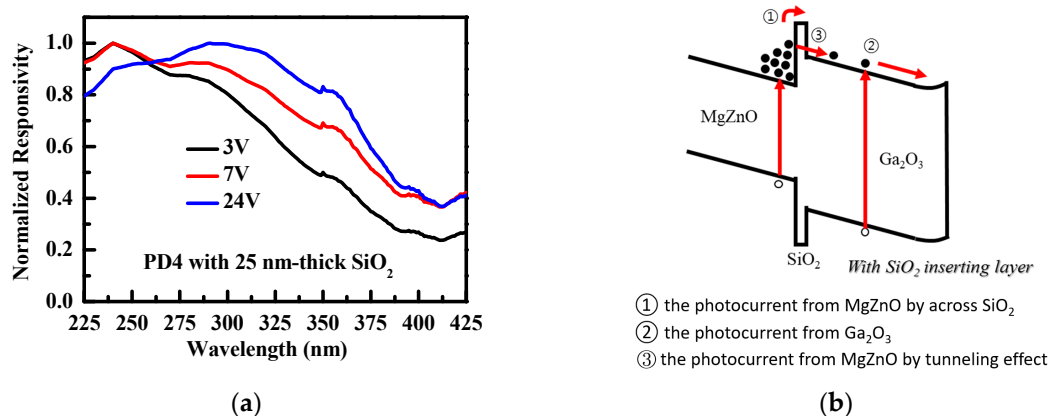 Normalized Responsivity
1.0
0.8
0.6
0.4
0.2
0.0
3V
7V
24V
PD4 with 25 nm-thick SiO₂
225 250 275 300 325 350 375 400 425
Wavelength (nm)
(a)
① ③ ②
MgZnO
Ga₂O₃
SiO₂
With SiO₂ inserting layer
① the photocurrent from MgZnO by across SiO₂
② the photocurrent from Ga₂O₃
③ the photocurrent from MgZnO by tunneling effect
(b)